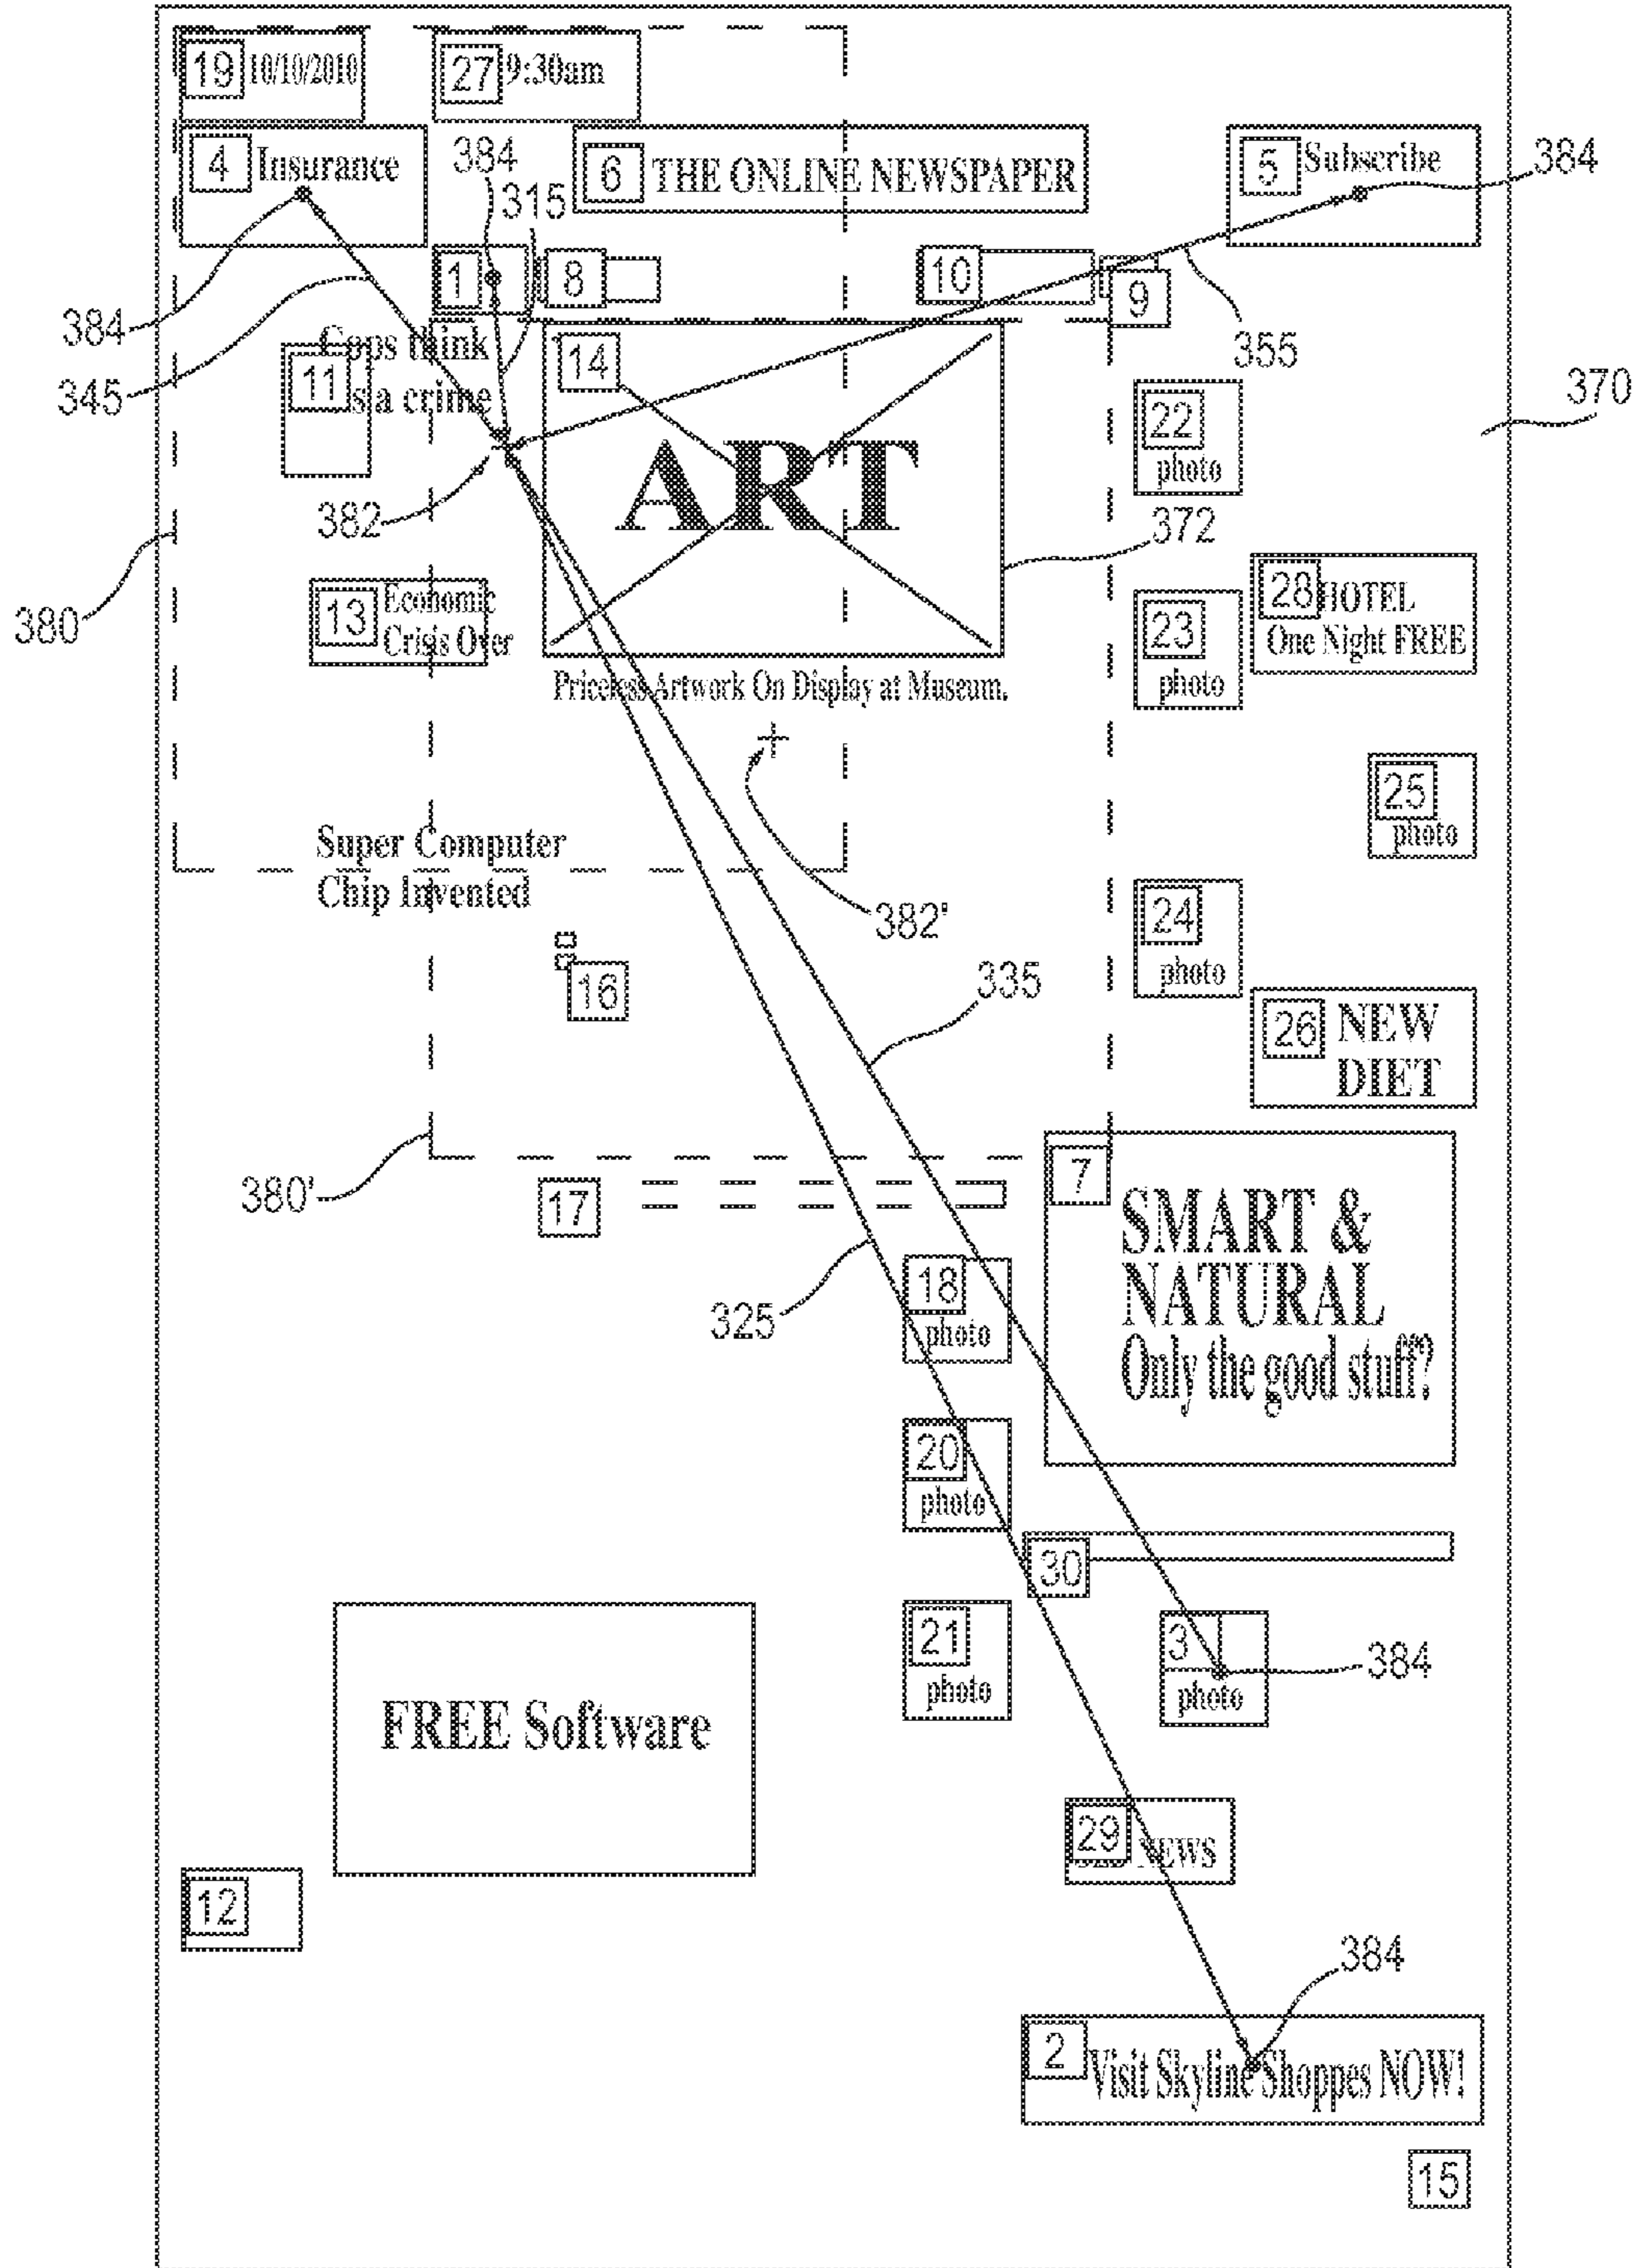 19 10/10/2010
27 9:30am
4 Insurance
384
6 THE ONLINE NEWSPAPER
5 Subscribe
384
315
1
8
10
9
384
345
355
Cops think
11 s a crime
14
ART
370
22
photo
382
372
380
13 Economic
Crisis Over
23
photo
28 HOTEL
One Night FREE
Priceless Artwork On Display at Museum.
25
photo
Super Computer
Chip Invented
382'
24
photo
16
335
26 NEW
DIET
380'
17
7
SMART &
NATURAL
Only the good stuff?
325
18
photo
20
photo
30
21
photo
3
photo
384
FREE Software
29 NEWS
12
384
2 Visit Skyline Shoppes NOW!
15